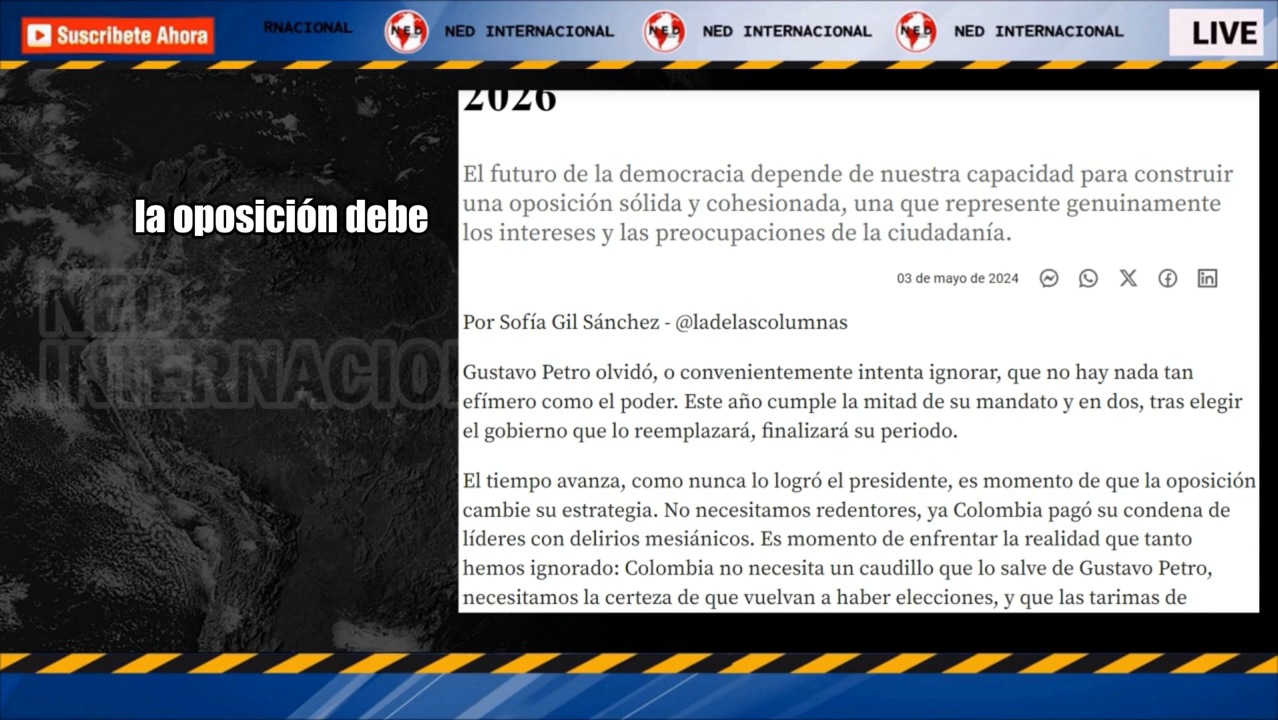 Suscribete Ahora
RNACIONAL NED NED INTERNACIONAL NED NED INTERNACIONAL NED NED INTERNACIONAL
LIVE
la oposición debe
NED
INTERNACIO
2026
El futuro de la democracia depende de nuestra capacidad para construir
una oposición sólida y cohesionada, una que represente genuinamente
los intereses y las preocupaciones de la ciudadanía.
03 de mayo de 2024
Por Sofía Gil Sánchez - @ladelascolumnas
Gustavo Petro olvidó, o convenientemente intenta ignorar, que no hay nada tan
efímero como el poder. Este año cumple la mitad de su mandato y en dos, tras elegir
el gobierno que lo reemplazará, finalizará su periodo.
El tiempo avanza, como nunca lo logró el presidente, es momento de que la oposición
cambie su estrategia. No necesitamos redentores, ya Colombia pagó su condena de
líderes con delirios mesiánicos. Es momento de enfrentar la realidad que tanto
hemos ignorado: Colombia no necesita un caudillo que lo salve de Gustavo Petro,
necesitamos la certeza de que vuelvan a haber elecciones, y que las tarimas de